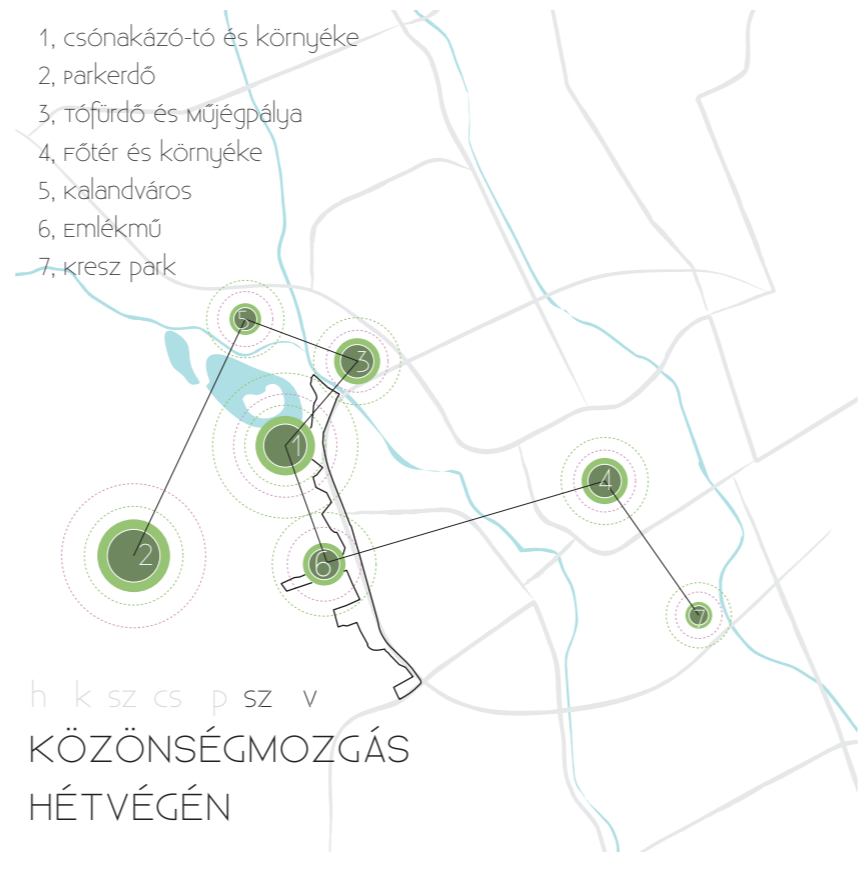 1, csónakázó-tó és környéke
2, Parkerdő
3, Tófürdő és Műjégpálya
4, Főtér és környéke
5, Kalandváros
6, Emlékmű
7, Kresz park
5
3
1
4
2
6
7
h k sz cs p sz v
KÖZÖNSÉGMOZGÁS
HÉTVÉGÉN